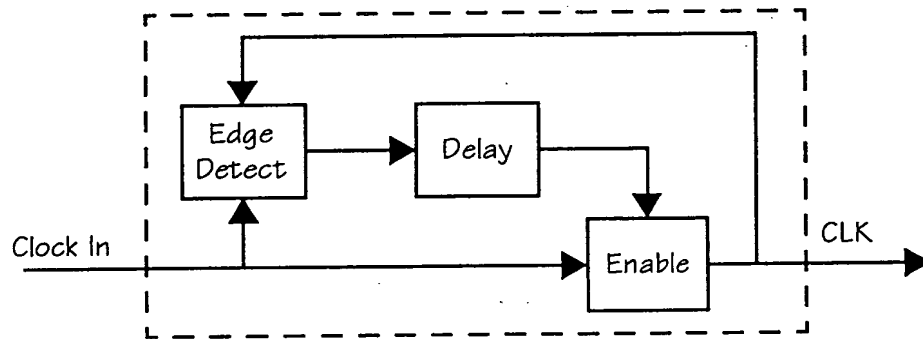 Edge
Detect
Delay
Clock In
Enable
CLK